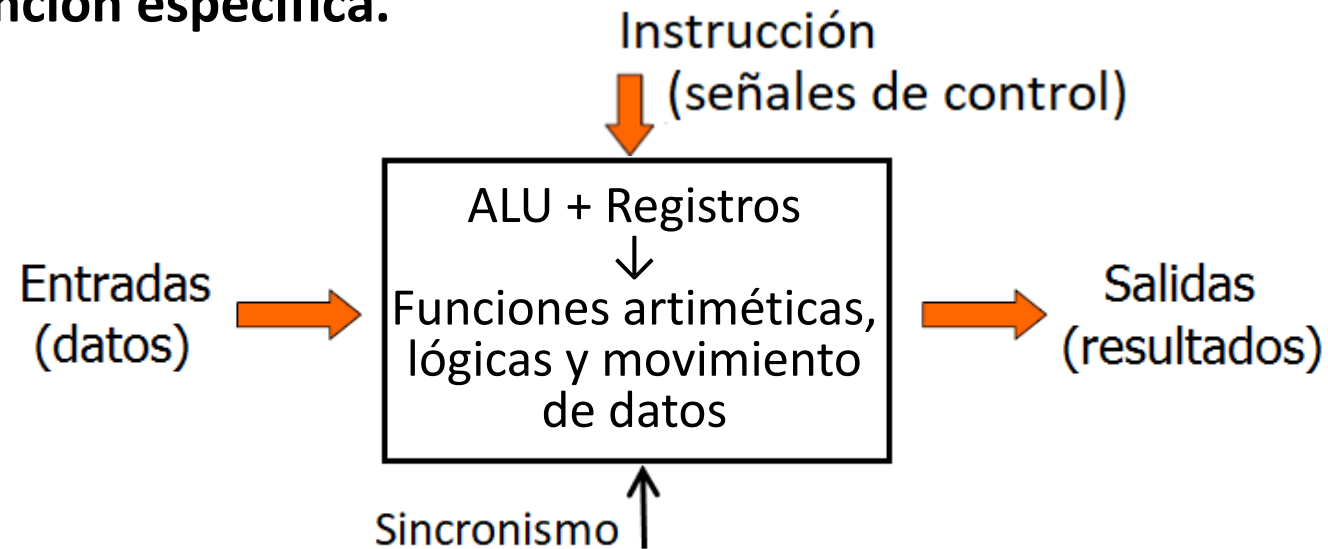 nción específica.
Instrucción
(señales de control)
ALU + Registros
↓
Funciones artiméticas,
lógicas y movimiento
de datos
Entradas
(datos)
Salidas
(resultados)
Sincronismo